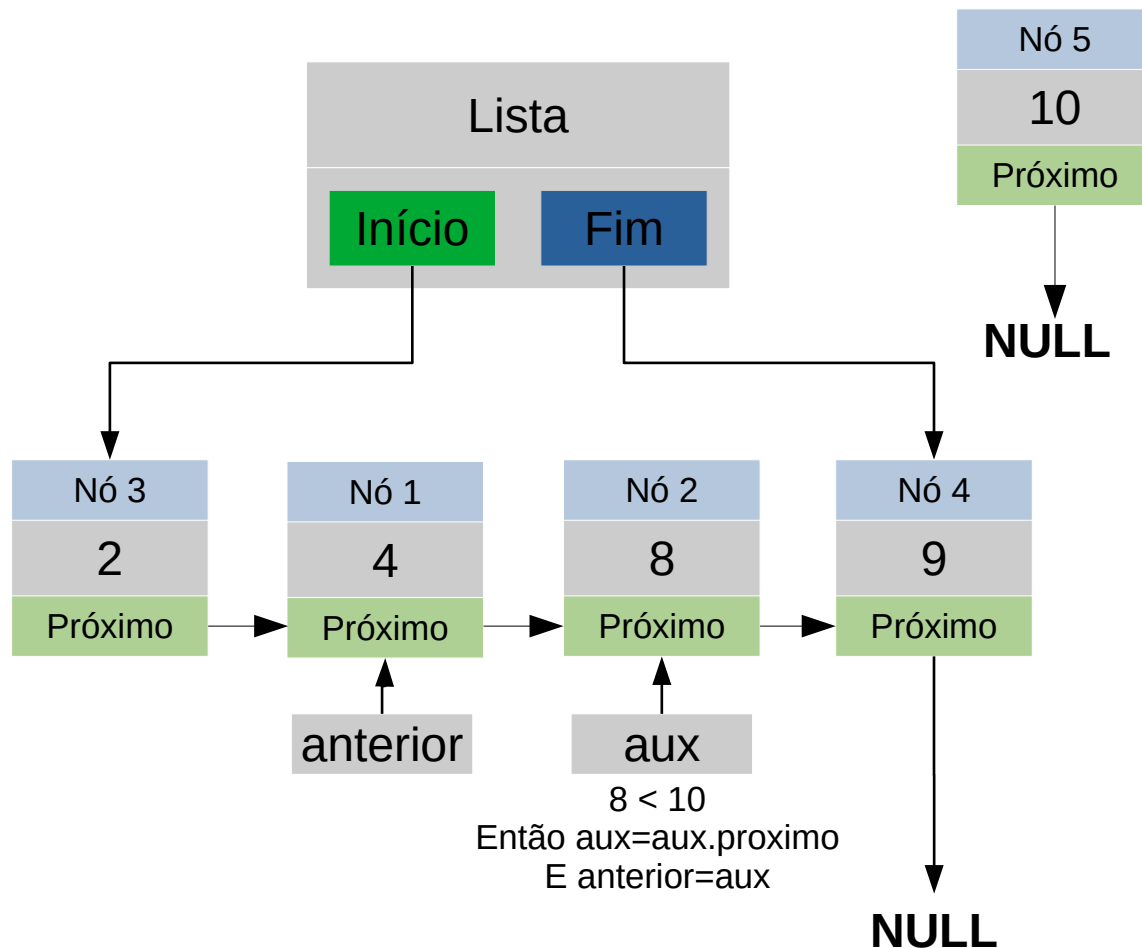 Lista
Início
Fim
Nó 5
10
Próximo
NULL
Nó 3
2
Próximo
Nó 1
4
Próximo
Nó 2
8
Próximo
Nó 4
9
Próximo
anterior
aux
8 < 10
Então aux=aux.proximo
E anterior=aux
NULL